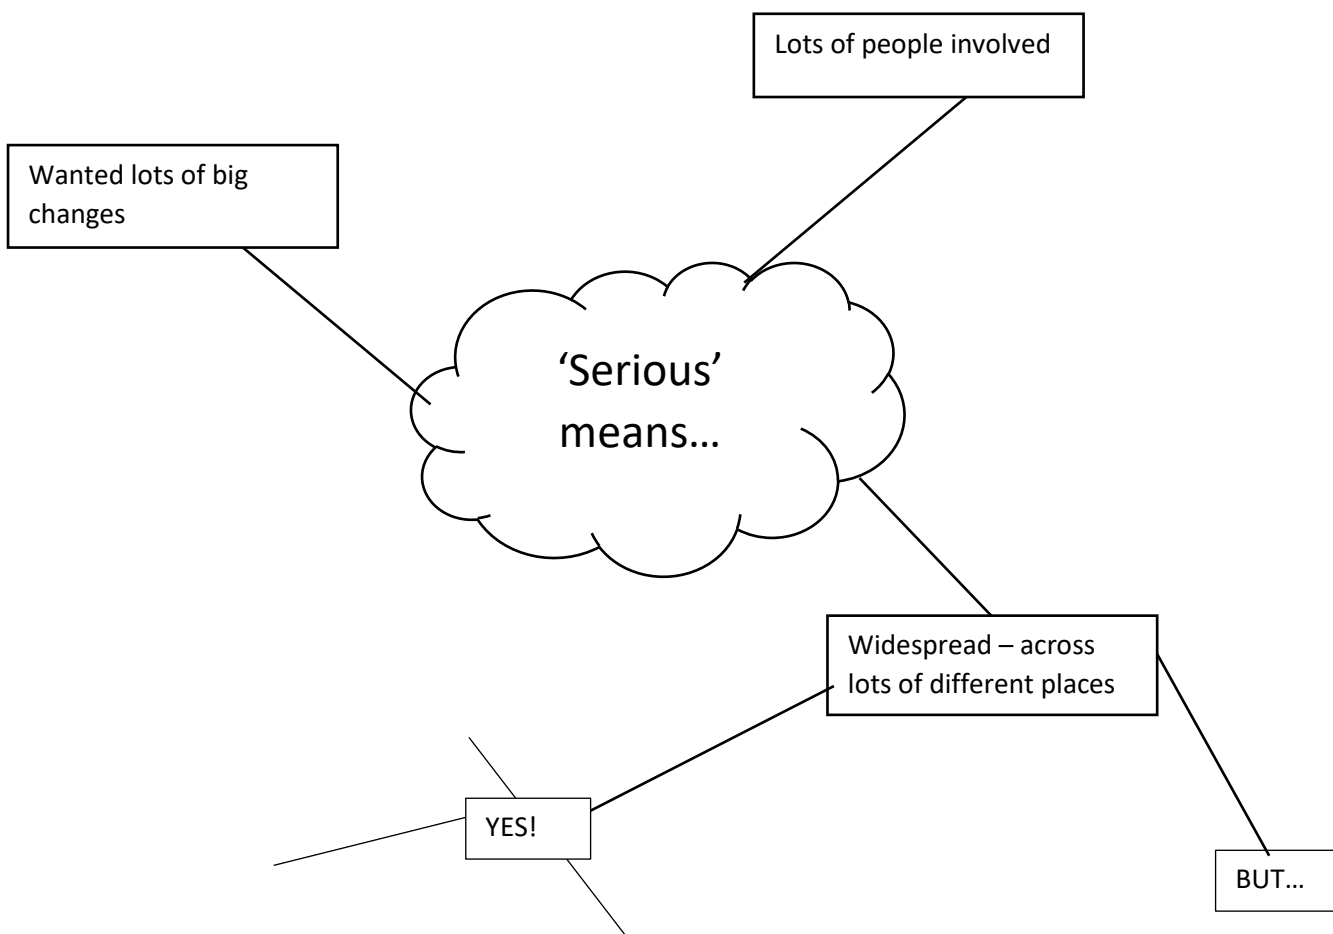 Lots of people involved
Wanted lots of big
changes
‘Serious’
means…
Widespread – across
lots of different places
YES!
BUT…